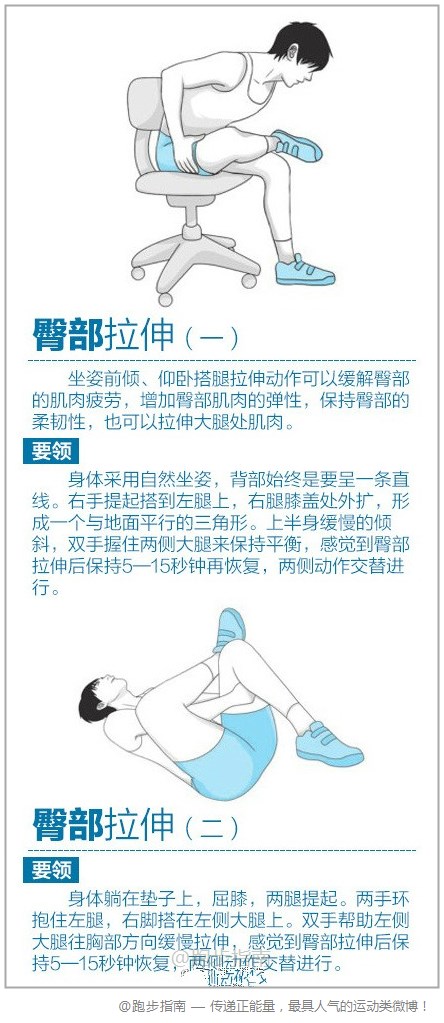 臀部拉伸（一）
坐姿前倾、仰卧搭腿拉伸动作可以缓解臀部
的肌肉疲劳，增加臀部肌肉的弹性，保持臀部的
柔韧性，也可以拉伸大腿处肌肉。
要领
身体采用自然坐姿，背部始终是要呈一条直
线。右手提起搭到左腿上，右腿膝盖处外扩，形
成一个与地面平行的三角形。上半身缓慢的倾
斜，双手握住两侧大腿来保持平衡，感觉到臀部
拉伸后保持5—15秒钟再恢复，两侧动作交替进
行。
臀部拉伸（二）
要领
身体躺在垫子上，屈膝，两腿提起。两手环
抱住左腿，右脚搭在左侧大腿上。双手帮助左侧
大腿往胸部方向缓慢拉伸，感觉到臀部拉伸后保
持5—15秒钟恢复，两侧动作交替进行。
@跑步指南
@跑步指南 — 传递正能量，最具人气的运动类微博！